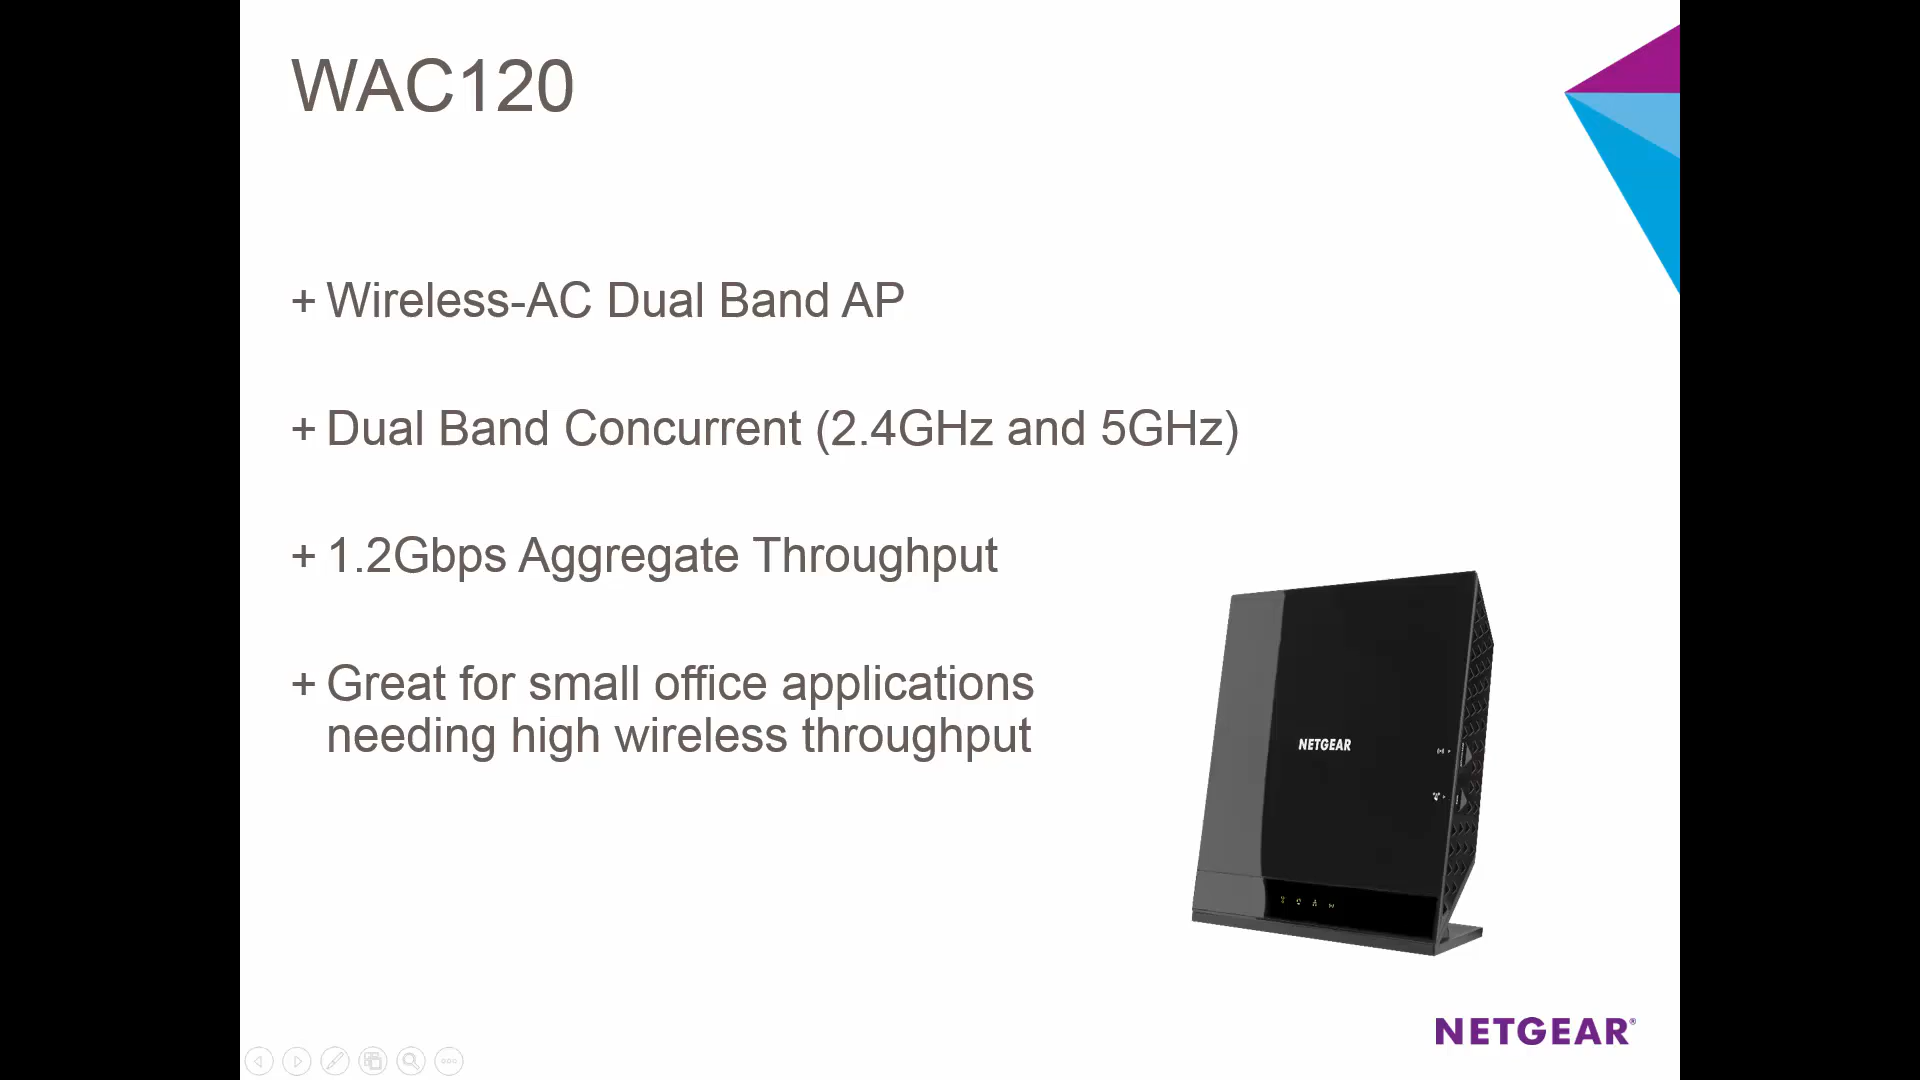 WAC120
+ Wireless-AC Dual Band AP
+ Dual Band Concurrent (2.4GHz and 5GHz)
+ 1.2Gbps Aggregate Throughput
+ Great for small office applications
needing high wireless throughput
NETGEAR
NETGEAR®